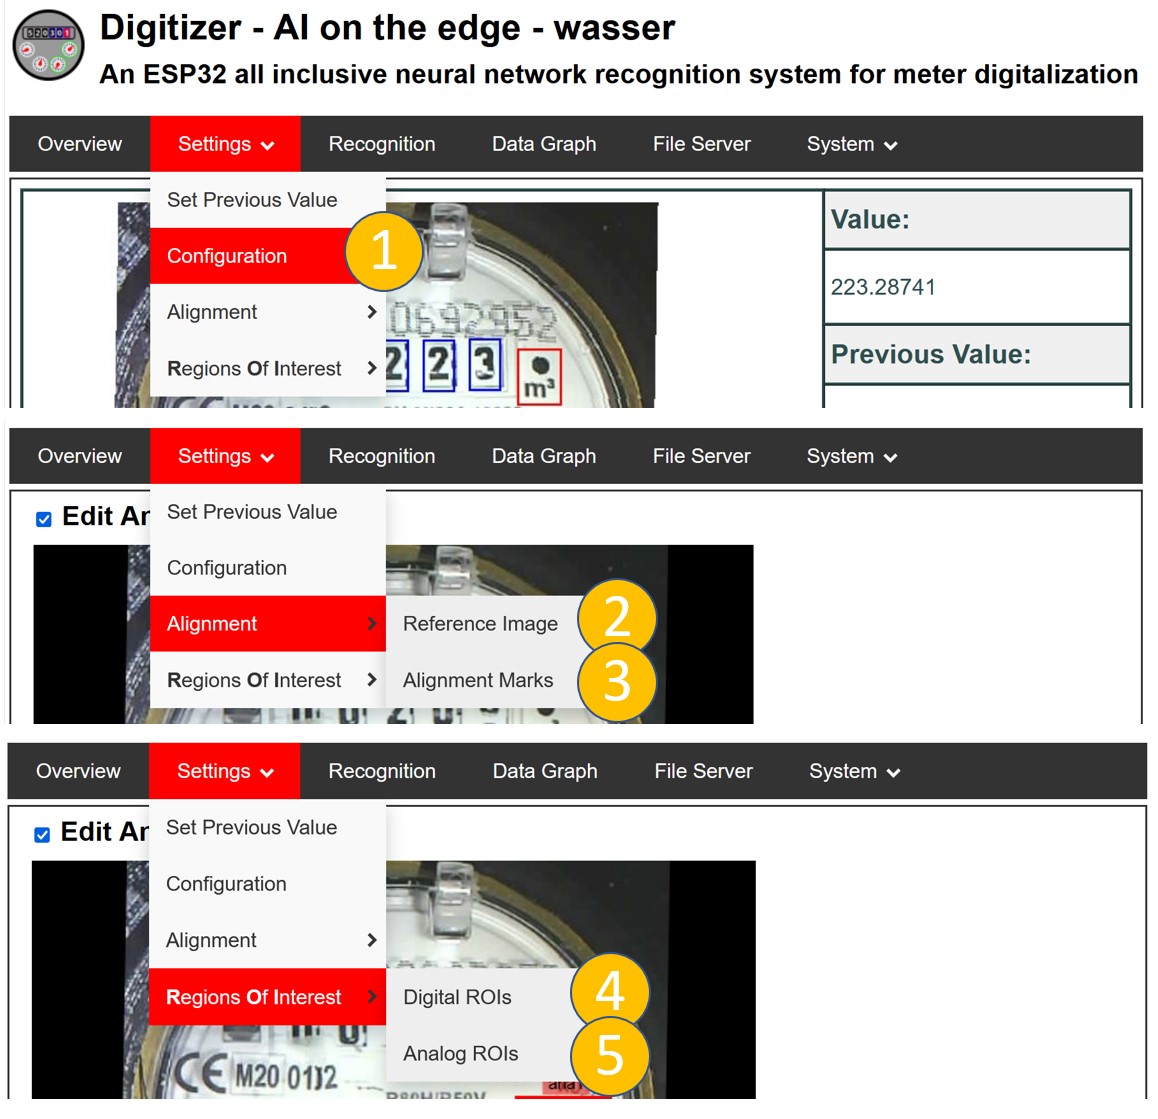 Digitizer - AI on the edge - wasser
An ESP32 all inclusive neural network recognition system for meter digitalization
Overview Settings Recognition Data Graph File Server System
Set Previous Value
Configuration
1
Alignment
Regions Of Interest
Value:
223.28741
Previous Value:
0692952
2 2 3
m³
Overview Settings Recognition Data Graph File Server System
Edit
Set Previous Value
Configuration
Alignment
Reference Image
2
Regions Of Interest
Alignment Marks
3
Overview Settings Recognition Data Graph File Server System
Edit
Set Previous Value
Configuration
Alignment
Regions Of Interest
Digital ROIs
4
Analog ROIs
5
CE M20